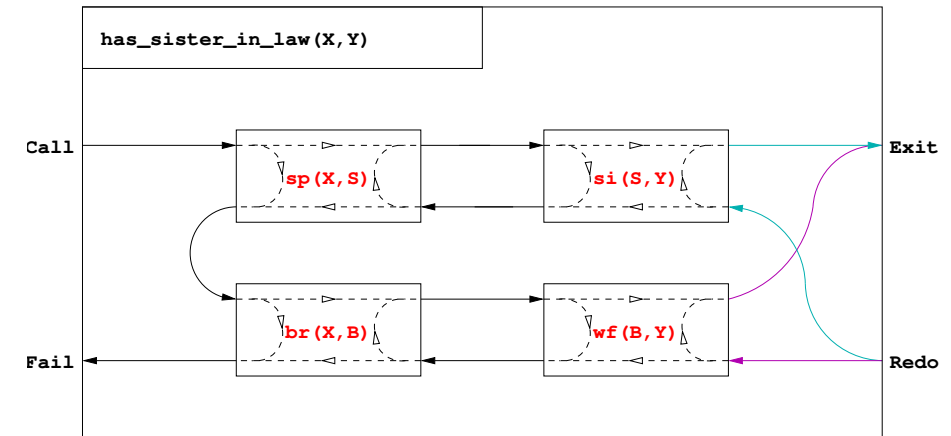 has_sister_in_law(X,Y)
Call
sp(X,S)
si(S,Y)
Exit
Fail
br(X,B)
wf(B,Y)
Redo